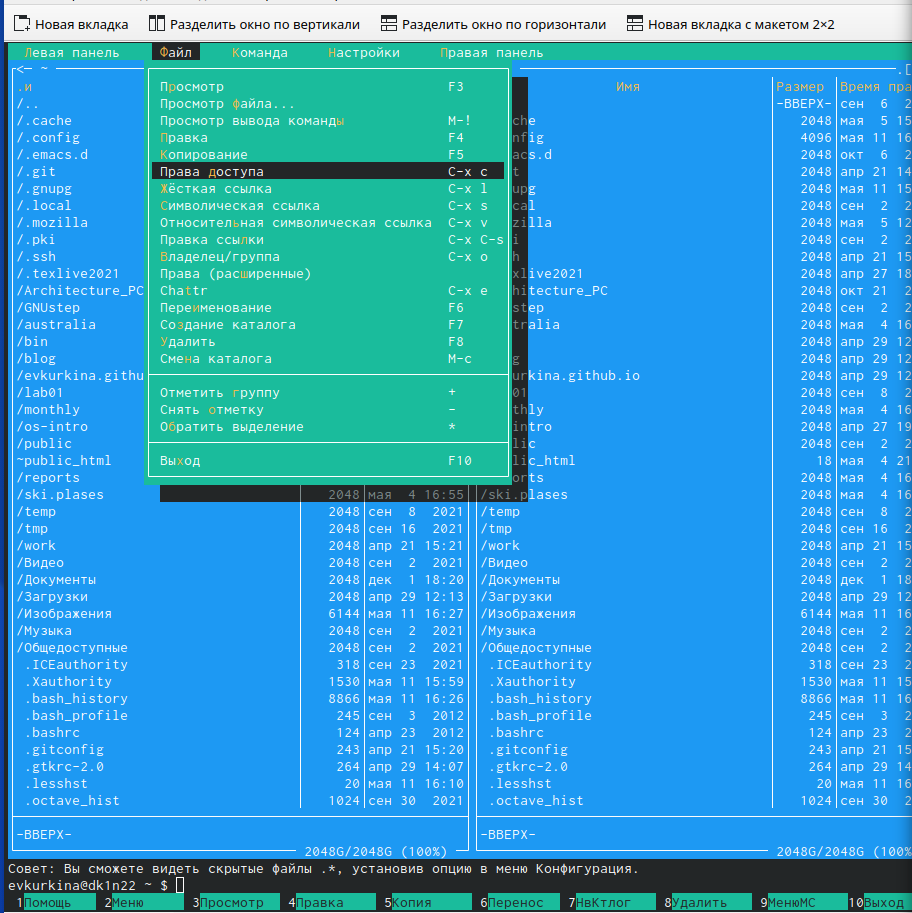 Новая вкладка Разделить окно по вертикали Разделить окно по горизонтали Новая вкладка с макетом 2×2
Левая панель Файл Команда Настройки Правая панель
<— ~ .[
.и Просмотр F3 Имя Размер Время пра
/.. Просмотр файла... -ВВЕРХ- сен 6 2
/.cache Просмотр вывода команды M-! che 2048 мая 5 15
/.config Правка F4 nfig 4096 мая 11 16
/.emacs.d Копирование F5 acs.d 2048 окт 6 2
/.git Права доступа C-x c t 2048 апр 21 14
/.gnupg Жёсткая ссылка C-x l upg 2048 мая 11 15
/.local Символическая ссылка C-x s cal 2048 сен 2 2
/.mozilla Относительная символическая ссылка C-x v zilla 2048 мая 5 12
/.pki Правка ссылки C-x C-s i 2048 сен 2 2
/.ssh Владелец/группа C-x o h 2048 апр 21 15
/.texlive2021 Права (расширенные) xlive2021 2048 апр 27 18
/Architecture_PC Chattr C-x e hitecture_PC 2048 окт 21 2
/GNUstep Переименование F6 step 2048 сен 2 2
/australia Создание каталога F7 tralia 2048 мая 4 16
/bin Удалить F8 2048 апр 29 12
/blog Смена каталога M-c g 2048 апр 29 12
/evkurkina.githu urkina.github.io 2048 апр 29 12
/lab01 Отметить группу + 01 2048 сен 8 2
/monthly Снять отметку - thly 2048 мая 4 16
/os-intro Обратить выделение * intro 2048 апр 27 19
/public lic 2048 сен 2 2
~public_html Выход F10 lic_html 18 мая 4 21
/reports orts 2048 мая 4 16
/ski.plases 2048 мая 4 16:55 /ski.plases 2048 мая 4 16
/temp 2048 сен 8 2021 /temp 2048 сен 8 2
/tmp 2048 сен 16 2021 /tmp 2048 сен 16 2
/work 2048 апр 21 15:21 /work 2048 апр 21 15
/Видео 2048 сен 2 2021 /Видео 2048 сен 2 2
/Документы 2048 дек 1 18:20 /Документы 2048 дек 1 18
/Загрузки 2048 апр 29 12:13 /Загрузки 2048 апр 29 12
/Изображения 6144 мая 11 16:27 /Изображения 6144 мая 11 16
/Музыка 2048 сен 2 2021 /Музыка 2048 сен 2 2
/Общедоступные 2048 сен 2 2021 /Общедоступные 2048 сен 2 2
.ICEauthority 318 сен 23 2021 .ICEauthority 318 сен 23 2
.Xauthority 1530 мая 11 15:59 .Xauthority 1530 мая 11 15
.bash_history 8866 мая 11 16:26 .bash_history 8866 мая 11 16
.bash_profile 245 сен 3 2012 .bash_profile 245 сен 3 2
.bashrc 124 апр 23 2012 .bashrc 124 апр 23 2
.gitconfig 243 апр 21 15:20 .gitconfig 243 апр 21 15
.gtkrc-2.0 264 апр 29 14:07 .gtkrc-2.0 264 апр 29 14
.lesshst 20 мая 11 16:10 .lesshst 20 мая 11 16
.octave_hist 1024 сен 30 2021 .octave_hist 1024 сен 30 2
-ВВЕРХ- -ВВЕРХ-
2048G/2048G (100%) 2048G/2048G (100%
Совет: Вы сможете видеть скрытые файлы .*, установив опцию в меню Конфигурация.
evkurkina@dk1n22 ~ $
1Помощь 2Меню 3Просмотр 4Правка 5Копия 6Перенос 7НвКтлог 8Удалить 9МенюMC 10Выход